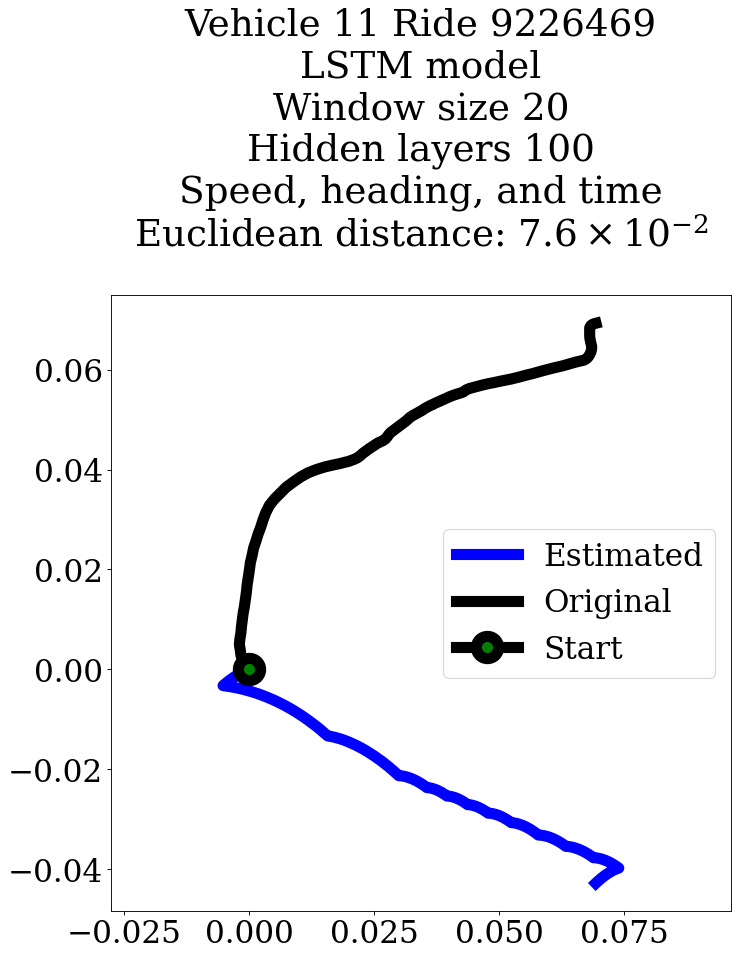 Vehicle 11 Ride 9226469
LSTM model
Window size 20
Hidden layers 100
Speed, heading, and time
Euclidean distance: 7.6 × 10⁻²
0.06
0.04
0.02
0.00
−0.02
−0.04
Estimated
Original
Start
−0.025 0.000 0.025 0.050 0.075